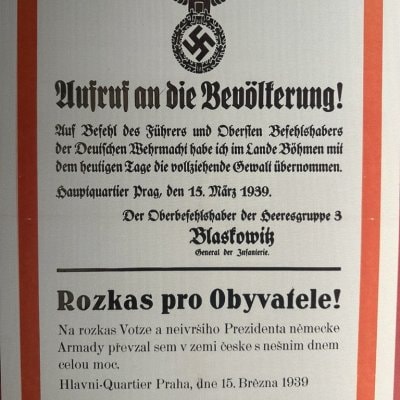 Aufruf an die Bevölkerung!
Auf Befehl des Führers und Obersten Befehlshabers
der Deutschen Wehrmacht habe ich im Lande Böhmen mit
dem heutigen Tage die vollziehende Gewalt übernommen.
Hauptquartier Prag, den 15. März 1939.
Der Oberbefehlshaber der Heeresgruppe 3
Blaskowitz
General der Infanterie.
Rozkas pro Obyvatele!
Na rozkas Votze a neivršiho Prezidenta německe
Armady převzal sem v zemi česke s nešnim dnem
celou moc.
Hlavni-Quartier Praha, dne 15. Března 1939